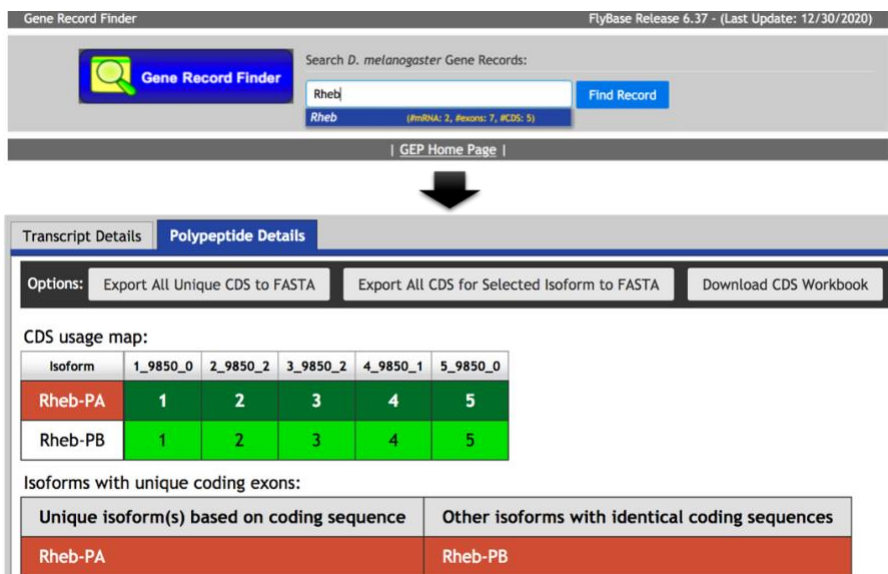 Gene Record Finder FlyBase Release 6.37 - (Last Update: 12/30/2020)
Search D. melanogaster Gene Records:
Gene Record Finder
Rheb Find Record
Rheb (#mRNA: 2, #exons: 7, #CDS: 5)
| GEP Home Page |
Transcript Details Polypeptide Details
Options: Export All Unique CDS to FASTA Export All CDS for Selected Isoform to FASTA Download CDS Workbook
CDS usage map:
Isoform 1_9850_0 2_9850_2 3_9850_2 4_9850_1 5_9850_0
Rheb-PA 1 2 3 4 5
Rheb-PB 1 2 3 4 5
Isoforms with unique coding exons:
Unique isoform(s) based on coding sequence Other isoforms with identical coding sequences
Rheb-PA Rheb-PB